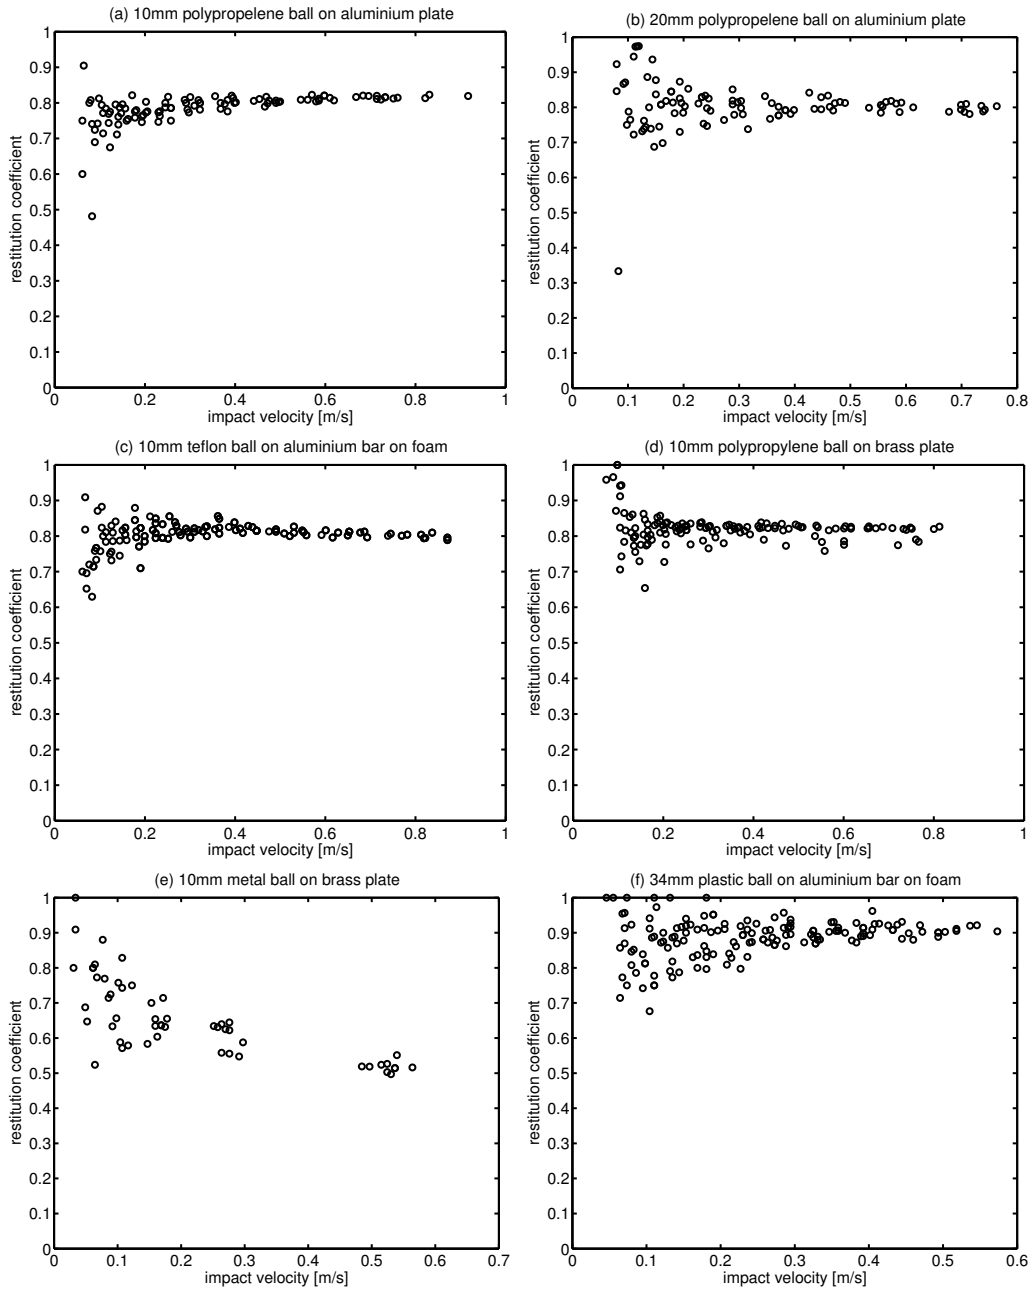 (a) 10mm polypropelene ball on aluminium plate
1
0.9
0.8
0.7
0.6
0.5
0.4
0.3
0.2
0.1
0
restitution coefficient
0 0.2 0.4 0.6 0.8 1
impact velocity [m/s]
(b) 20mm polypropelene ball on aluminium plate
1
0.9
0.8
0.7
0.6
0.5
0.4
0.3
0.2
0.1
0
restitution coefficient
0 0.1 0.2 0.3 0.4 0.5 0.6 0.7 0.8
impact velocity [m/s]
(c) 10mm teflon ball on aluminium bar on foam
1
0.9
0.8
0.7
0.6
0.5
0.4
0.3
0.2
0.1
0
restitution coefficient
0 0.2 0.4 0.6 0.8 1
impact velocity [m/s]
(d) 10mm polypropylene ball on brass plate
1
0.9
0.8
0.7
0.6
0.5
0.4
0.3
0.2
0.1
0
restitution coefficient
0 0.2 0.4 0.6 0.8 1
impact velocity [m/s]
(e) 10mm metal ball on brass plate
1
0.9
0.8
0.7
0.6
0.5
0.4
0.3
0.2
0.1
0
restitution coefficient
0 0.1 0.2 0.3 0.4 0.5 0.6 0.7
impact velocity [m/s]
(f) 34mm plastic ball on aluminium bar on foam
1
0.9
0.8
0.7
0.6
0.5
0.4
0.3
0.2
0.1
0
restitution coefficient
0 0.1 0.2 0.3 0.4 0.5 0.6
impact velocity [m/s]